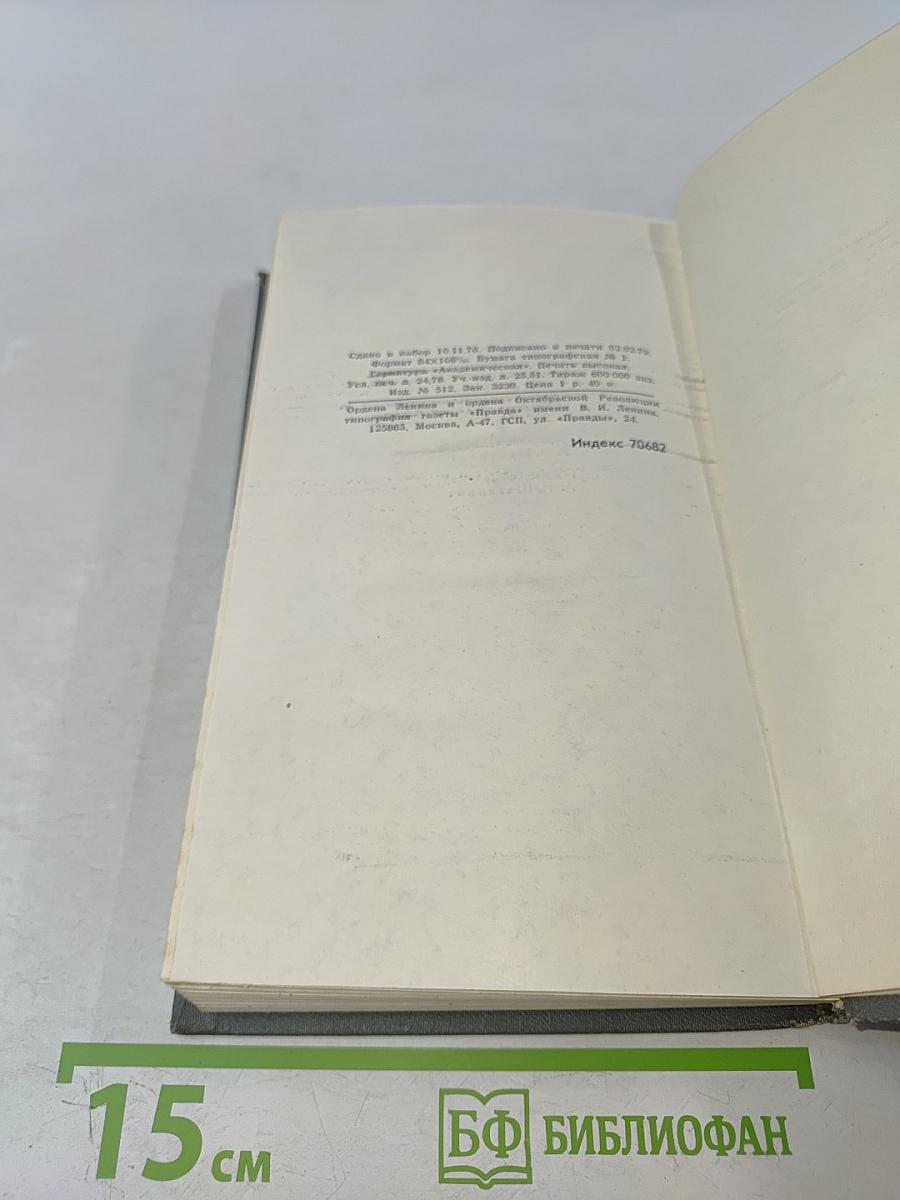 Сдано в набор 10.11.78. Подписано к печати 02.02.79.
Формат 84×108¹/₃₂. Бумага типографская № 1.
Гарнитура «Академическая». Печать высокая.
Усл. печ. л. 24,78. Уч.-изд. л. 25,51. Тираж 600 000 экз.
Изд. № 512. Зак. 3239. Цена 1 р. 40 к.
Ордена Ленина и ордена Октябрьской Революции
типография газеты «Правда» имени В. И. Ленина,
125865, Москва, А-47, ГСП, ул. «Правды», 24.
Индекс 70682
15 см
БФ БИБЛИОФАН